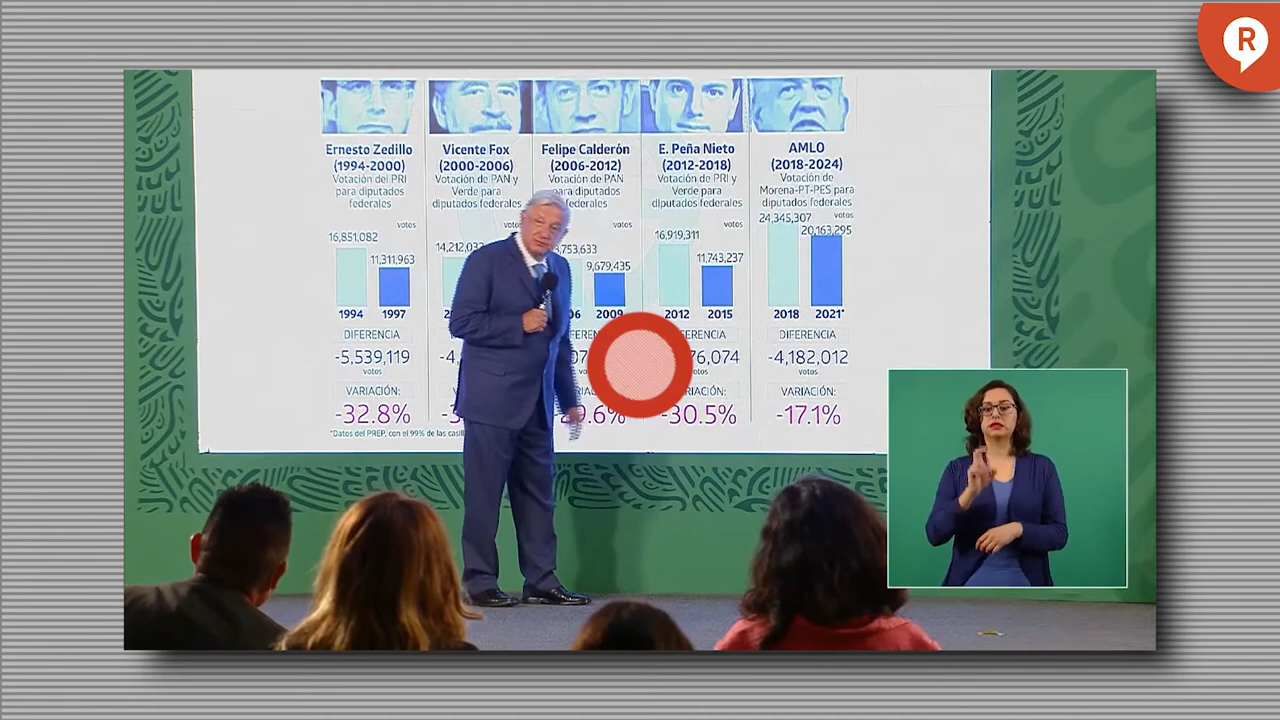 R
Ernesto Zedillo
(1994-2000)
Votación del PRI
para diputados
federales
votos
16,851,082
11,311,963
1994 1997
DIFERENCIA
-5,539,119
votos
VARIACIÓN:
-32.8%
*Datos del PREP, con el 99% de las
Vicente Fox
(2000-2006)
Votación de PAN y
Verde para
diputados federales
Felipe Calderón
(2006-2012)
Votación de PAN
para diputados
federales
votos
9,679,435
2009
E. Peña Nieto
(2012-2018)
Votación de PRI y
Verde para
diputados federales
votos
16,919,311
11,743,237
2012 2015
-30.5%
AMLO
(2018-2024)
Votación de
Morena-PT-PES para
diputados federales
24,345,307 votos
20,163,295
2018 2021*
DIFERENCIA
-4,182,012
votos
VARIACIÓN:
-17.1%